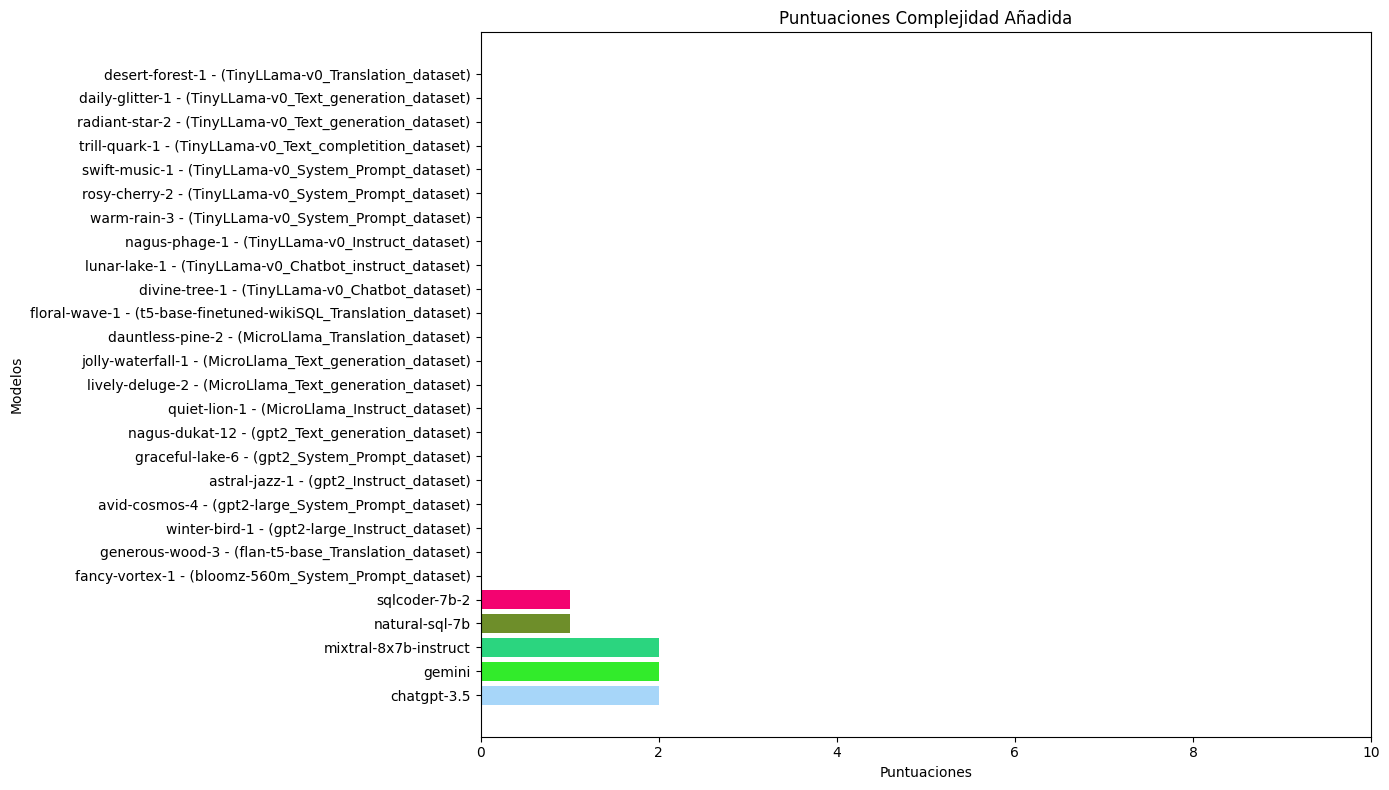 Puntuaciones Complejidad Añadida
desert-forest-1 - (TinyLLama-v0_Translation_dataset)
daily-glitter-1 - (TinyLLama-v0_Text_generation_dataset)
radiant-star-2 - (TinyLLama-v0_Text_generation_dataset)
trill-quark-1 - (TinyLLama-v0_Text_completition_dataset)
swift-music-1 - (TinyLLama-v0_System_Prompt_dataset)
rosy-cherry-2 - (TinyLLama-v0_System_Prompt_dataset)
warm-rain-3 - (TinyLLama-v0_System_Prompt_dataset)
nagus-phage-1 - (TinyLLama-v0_Instruct_dataset)
lunar-lake-1 - (TinyLLama-v0_Chatbot_instruct_dataset)
divine-tree-1 - (TinyLLama-v0_Chatbot_dataset)
floral-wave-1 - (t5-base-finetuned-wikiSQL_Translation_dataset)
dauntless-pine-2 - (MicroLlama_Translation_dataset)
jolly-waterfall-1 - (MicroLlama_Text_generation_dataset)
lively-deluge-2 - (MicroLlama_Text_generation_dataset)
quiet-lion-1 - (MicroLlama_Instruct_dataset)
nagus-dukat-12 - (gpt2_Text_generation_dataset)
graceful-lake-6 - (gpt2_System_Prompt_dataset)
astral-jazz-1 - (gpt2_Instruct_dataset)
avid-cosmos-4 - (gpt2-large_System_Prompt_dataset)
winter-bird-1 - (gpt2-large_Instruct_dataset)
generous-wood-3 - (flan-t5-base_Translation_dataset)
fancy-vortex-1 - (bloomz-560m_System_Prompt_dataset)
sqlcoder-7b-2
natural-sql-7b
mixtral-8x7b-instruct
gemini
chatgpt-3.5
Modelos
0 2 4 6 8 10
Puntuaciones